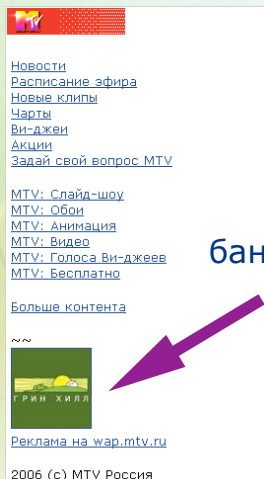 MTV
Новости
Расписание эфира
Новые клипы
Чарты
Ви-джеи
Акции
Задай свой вопрос MTV
MTV: Слайд-шоу
MTV: Обои
MTV: Анимация
MTV: Видео
MTV: Голоса Ви-джеев
MTV: Бесплатно
бан
Больше контента
~~
ГРИН ХИЛЛ
Реклама на wap.mtv.ru
2006 (c) MTV Россия